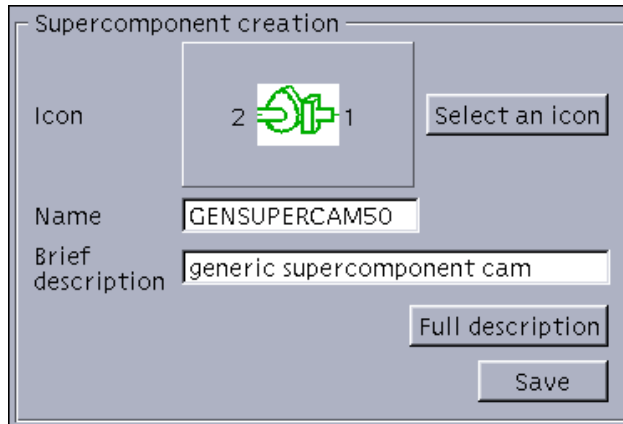 Supercomponent creation
Icon
2 1
Select an icon
Name
GENSUPERCAM50
Brief
description
generic supercomponent cam
Full description
Save